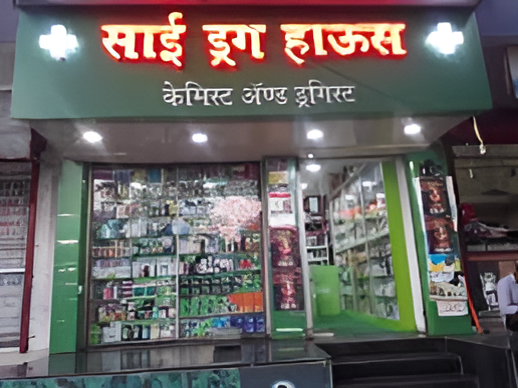 साई ड्रग हाऊस
केमिस्ट ॲण्ड ड्रगिस्ट